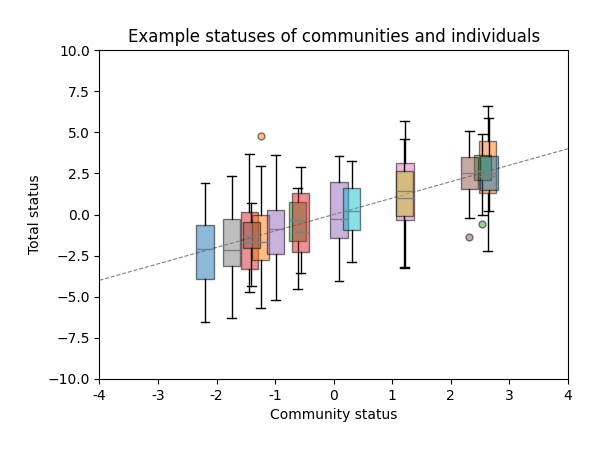 Example statuses of communities and individuals
10.0
7.5
5.0
2.5
0.0
−2.5
−5.0
−7.5
−10.0
Total status
-4 -3 -2 -1 0 1 2 3 4
Community status